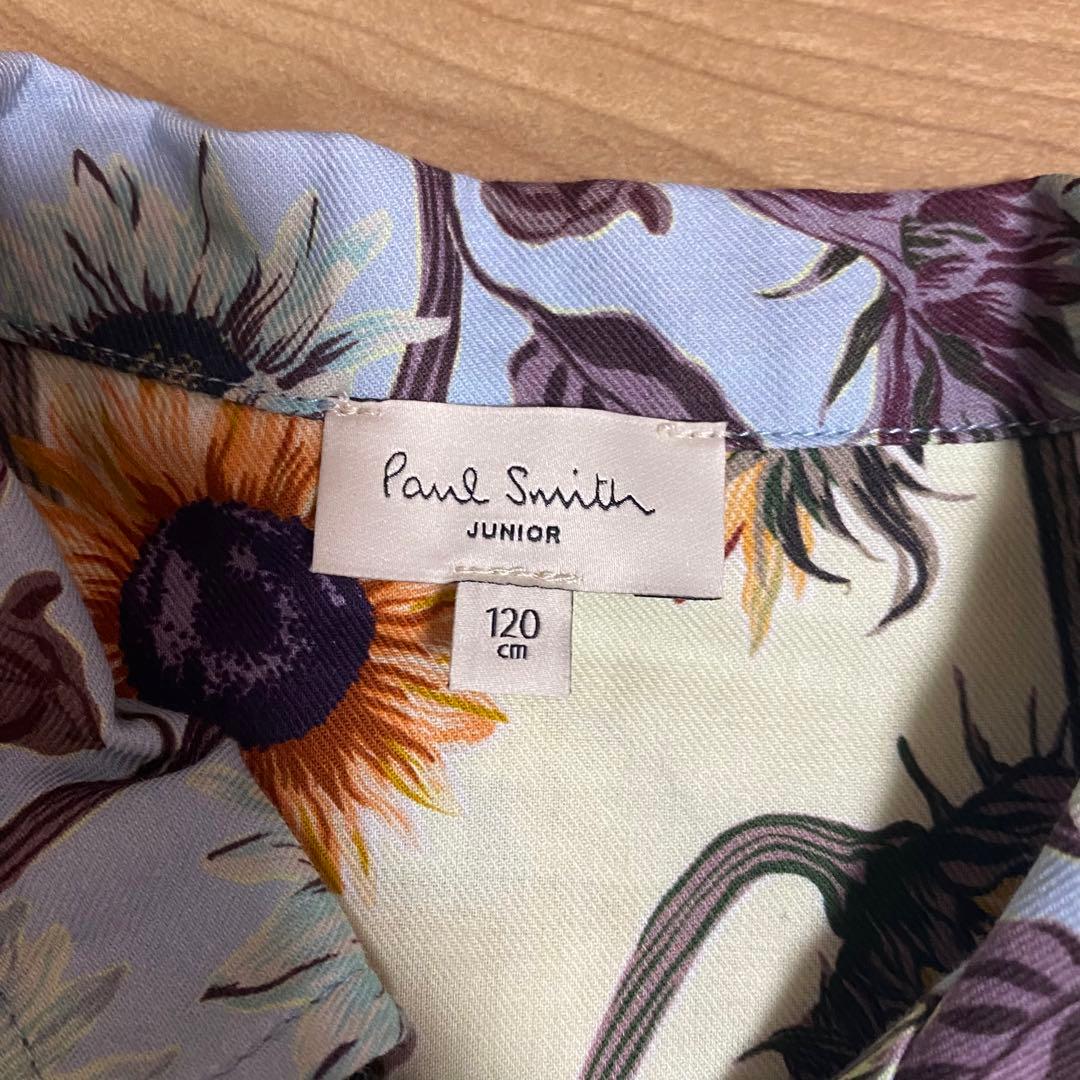 Paul Smith
JUNIOR
120
cm